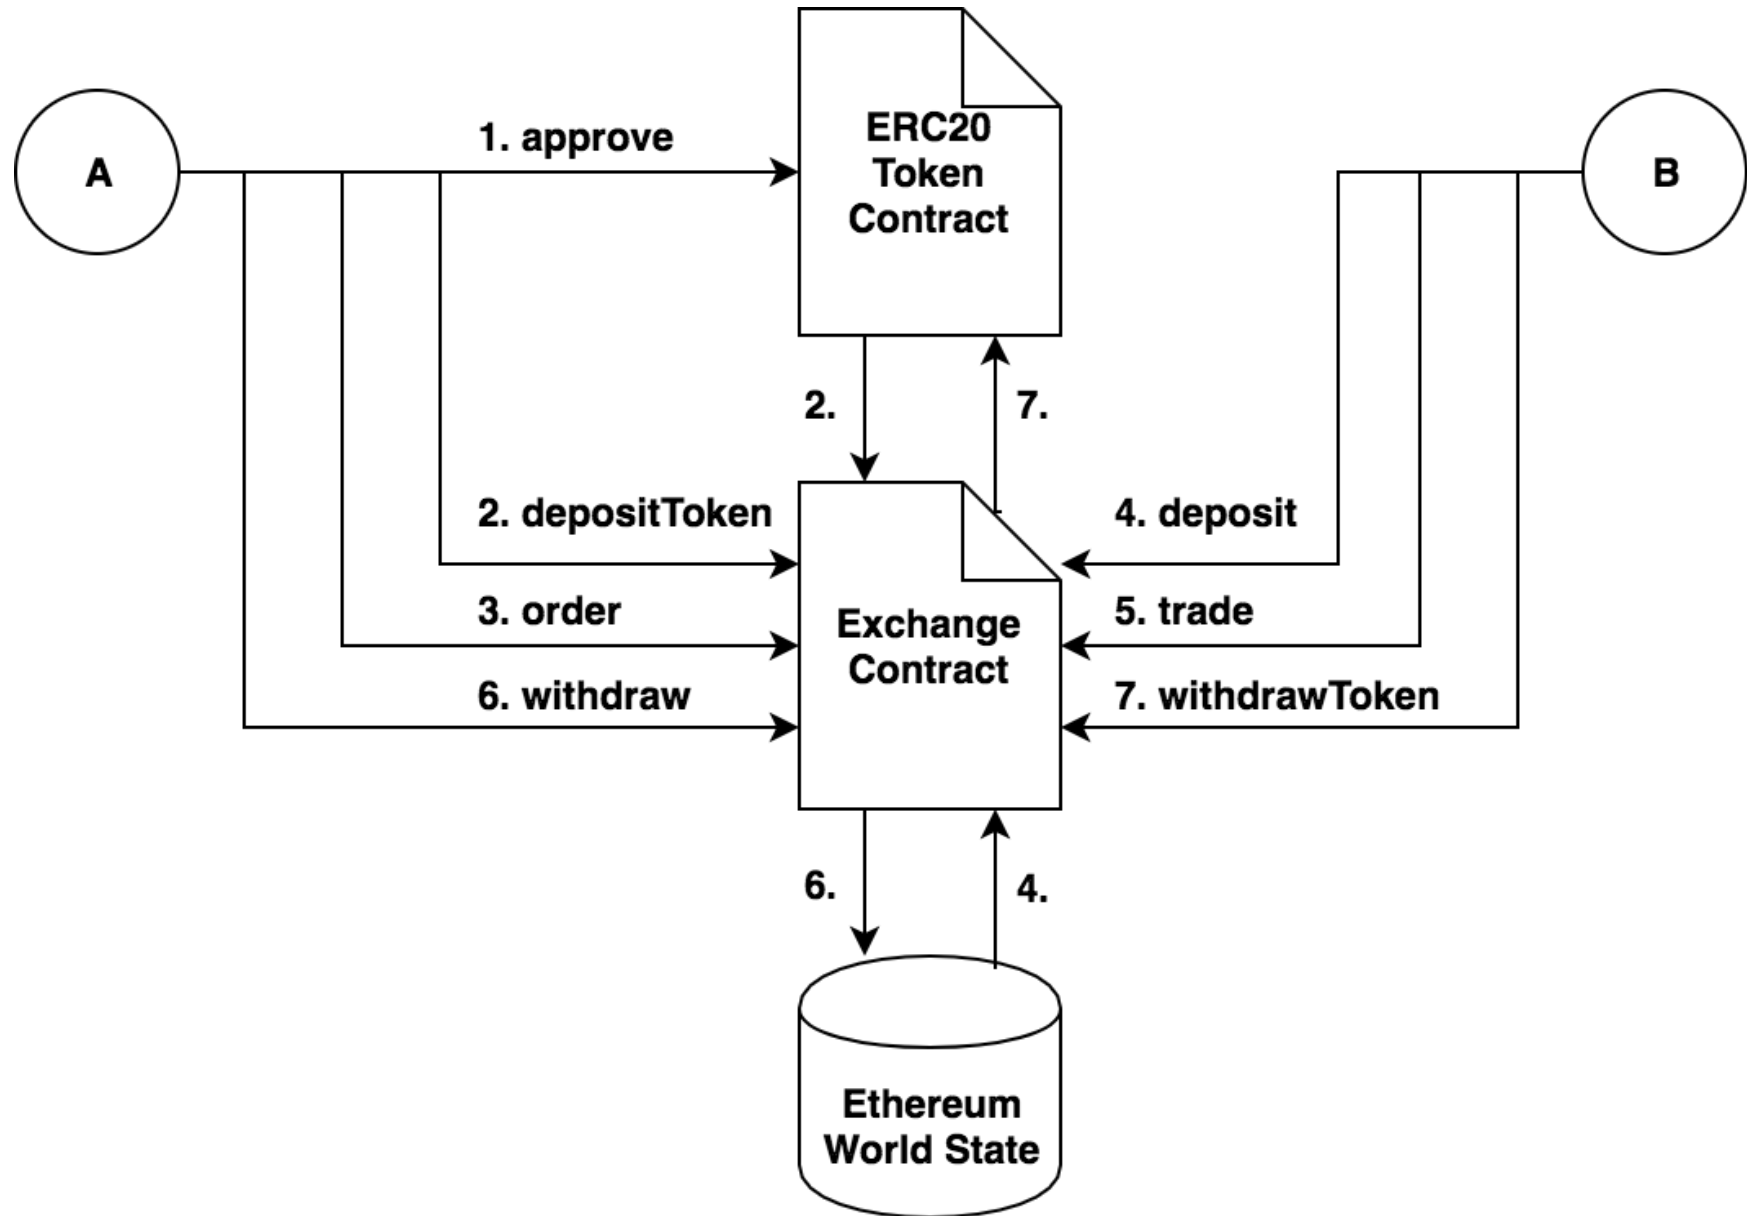 A
1. approve
ERC20
Token
Contract
B
2.
7.
2. depositToken
4. deposit
3. order
Exchange
Contract
5. trade
6. withdraw
7. withdrawToken
6.
4.
Ethereum
World State